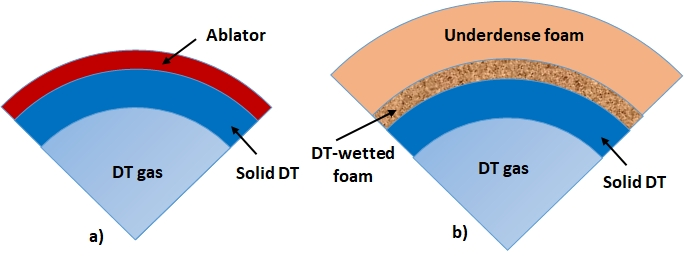 Ablator
DT gas
Solid DT
a)
Underdense foam
DT-wetted
foam
DT gas
Solid DT
b)